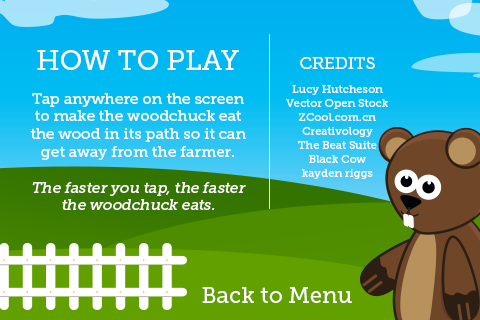 HOW TO PLAY
Tap anywhere on the screen
to make the woodchuck eat
the wood in its path so it can
get away from the farmer.
The faster you tap, the faster
the woodchuck eats.
CREDITS
Lucy Hutcheson
Vector Open Stock
ZCool.com.cn
Creativology
The Beat Suite
Black Cow
kayden riggs
Back to Menu